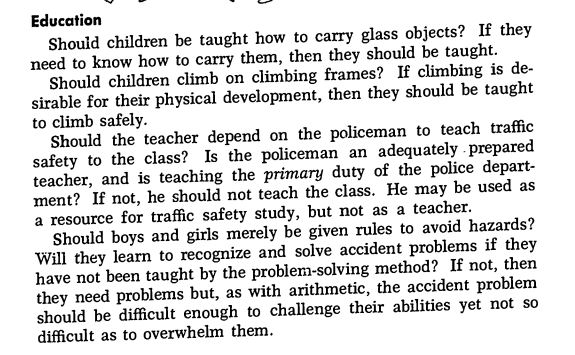 Education
Should children be taught how to carry glass objects? If they
need to know how to carry them, then they should be taught.
Should children climb on climbing frames? If climbing is de-
sirable for their physical development, then they should be taught
to climb safely.
Should the teacher depend on the policeman to teach traffic
safety to the class? Is the policeman an adequately prepared
teacher, and is teaching the primary duty of the police depart-
ment? If not, he should not teach the class. He may be used as
a resource for traffic safety study, but not as a teacher.
Should boys and girls merely be given rules to avoid hazards?
Will they learn to recognize and solve accident problems if they
have not been taught by the problem-solving method? If not, then
they need problems but, as with arithmetic, the accident problem
should be difficult enough to challenge their abilities yet not so
difficult as to overwhelm them.